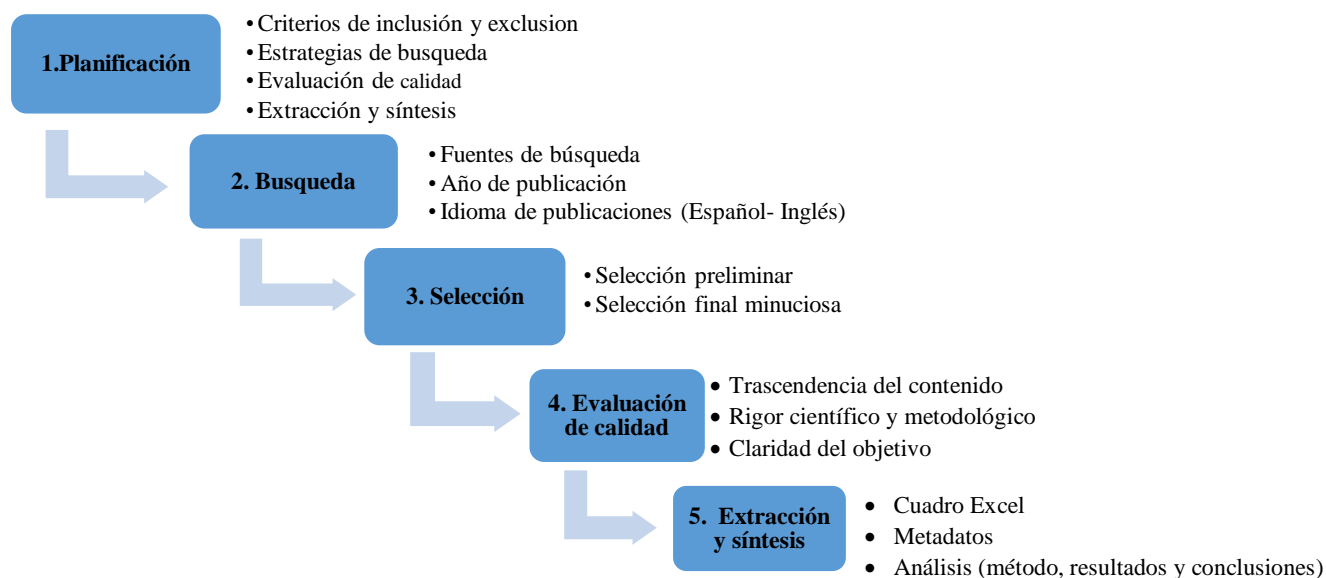 1.Planificación
• Criterios de inclusión y exclusion
• Estrategias de busqueda
• Evaluación de calidad
• Extracción y síntesis
2. Busqueda
• Fuentes de búsqueda
• Año de publicación
• Idioma de publicaciones (Español- Inglés)
3. Selección
• Selección preliminar
• Selección final minuciosa
4. Evaluación
de calidad
• Trascendencia del contenido
• Rigor científico y metodológico
• Claridad del objetivo
5. Extracción
y síntesis
• Cuadro Excel
• Metadatos
• Análisis (método, resultados y conclusiones)